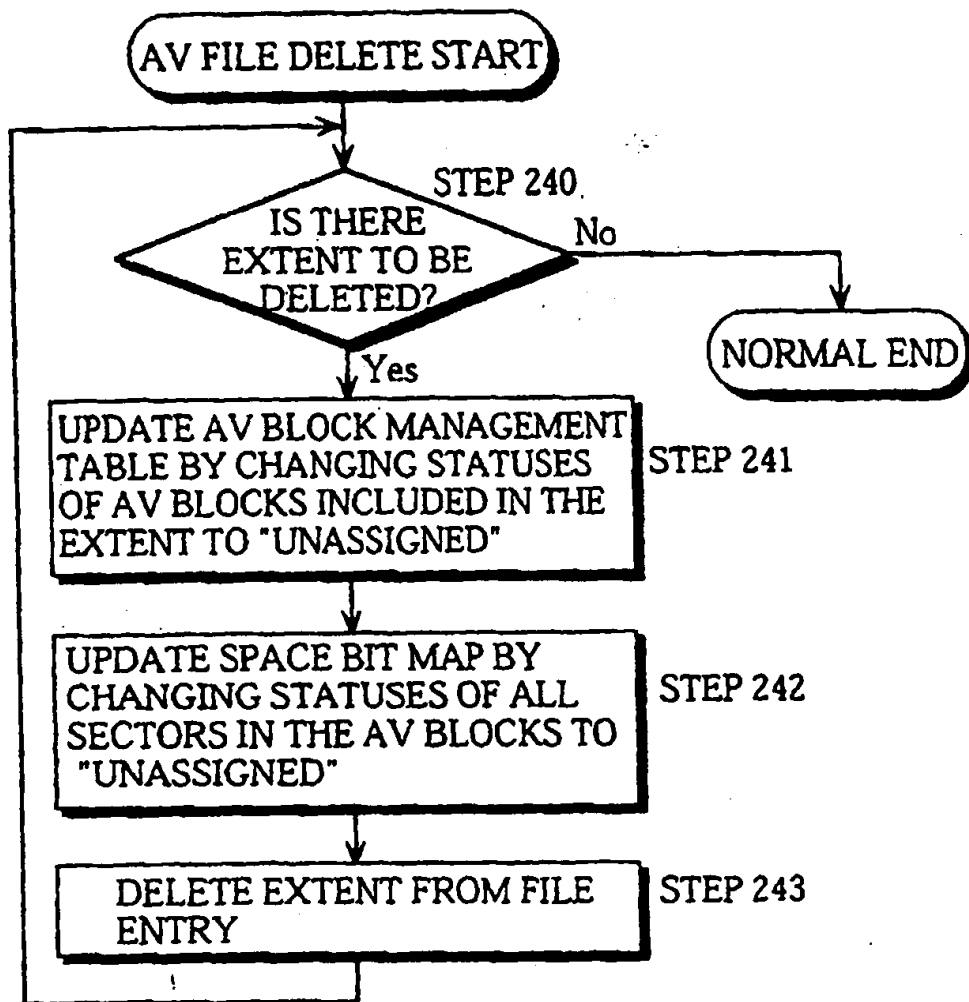 AV FILE DELETE START
STEP 240
IS THERE
EXTENT TO BE
DELETED?
No
NORMAL END
Yes
UPDATE AV BLOCK MANAGEMENT
TABLE BY CHANGING STATUSES
OF AV BLOCKS INCLUDED IN THE
EXTENT TO "UNASSIGNED"
STEP 241
UPDATE SPACE BIT MAP BY
CHANGING STATUSES OF ALL
SECTORS IN THE AV BLOCKS TO
"UNASSIGNED"
STEP 242
DELETE EXTENT FROM FILE
ENTRY
STEP 243